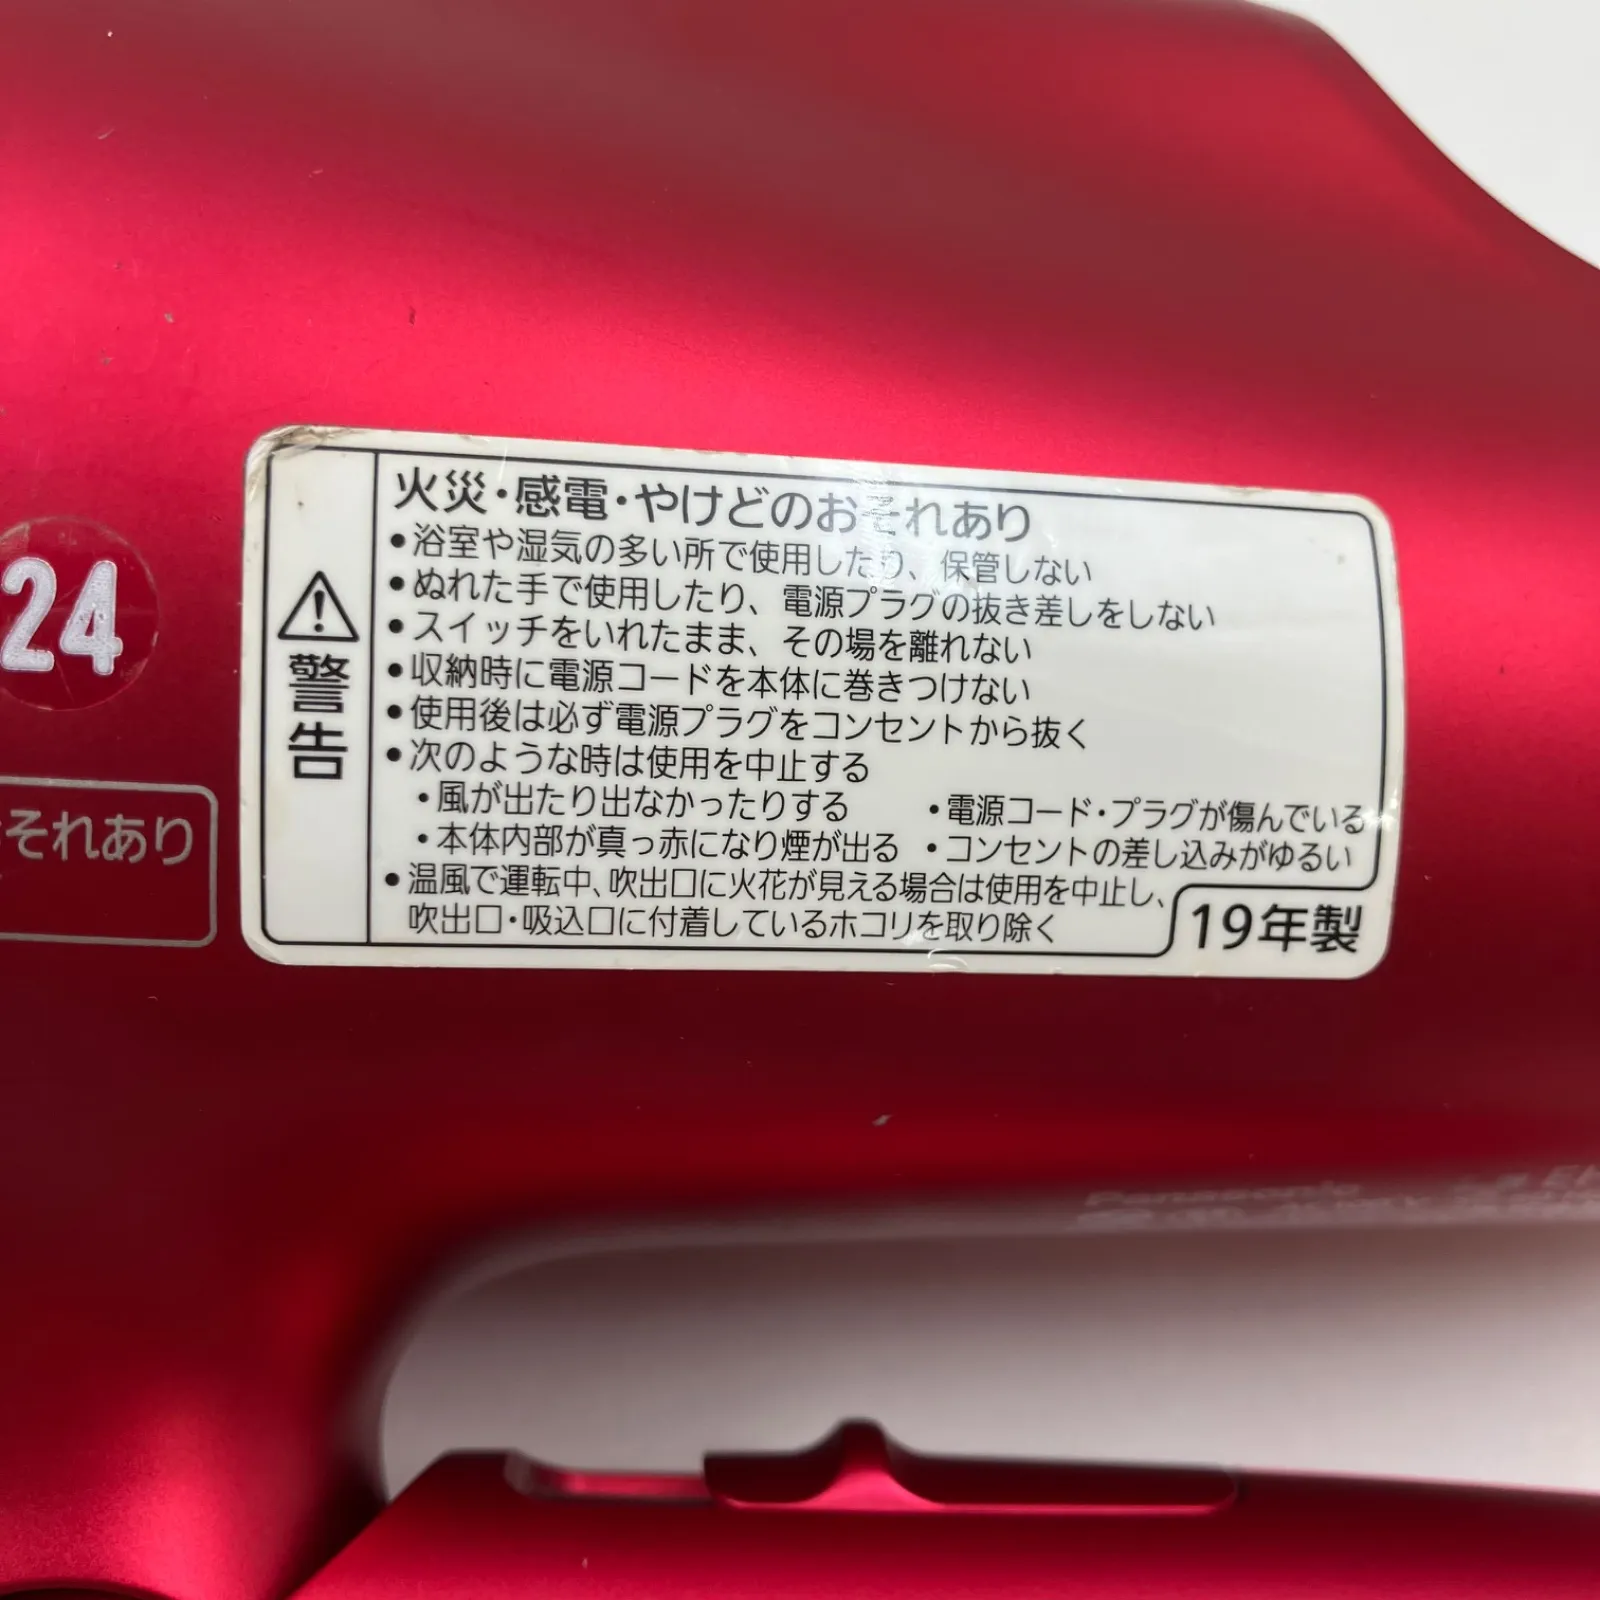 24
それあり
警告
火災・感電・やけどのおそれあり
●浴室や湿気の多い所で使用したり、保管しない
●ぬれた手で使用したり、電源プラグの抜き差しをしない
●スイッチをいれたまま、その場を離れない
●収納時に電源コードを本体に巻きつけない
●使用後は必ず電源プラグをコンセントから抜く
●次のような時は使用を中止する
・風が出たり出なかったりする ・電源コード・プラグが傷んでいる
・本体内部が真っ赤になり煙が出る ・コンセントの差し込みがゆるい
●温風で運転中、吹出口に火花が見える場合は使用を中止し、
吹出口・吸込口に付着しているホコリを取り除く
19年製
Panasonic